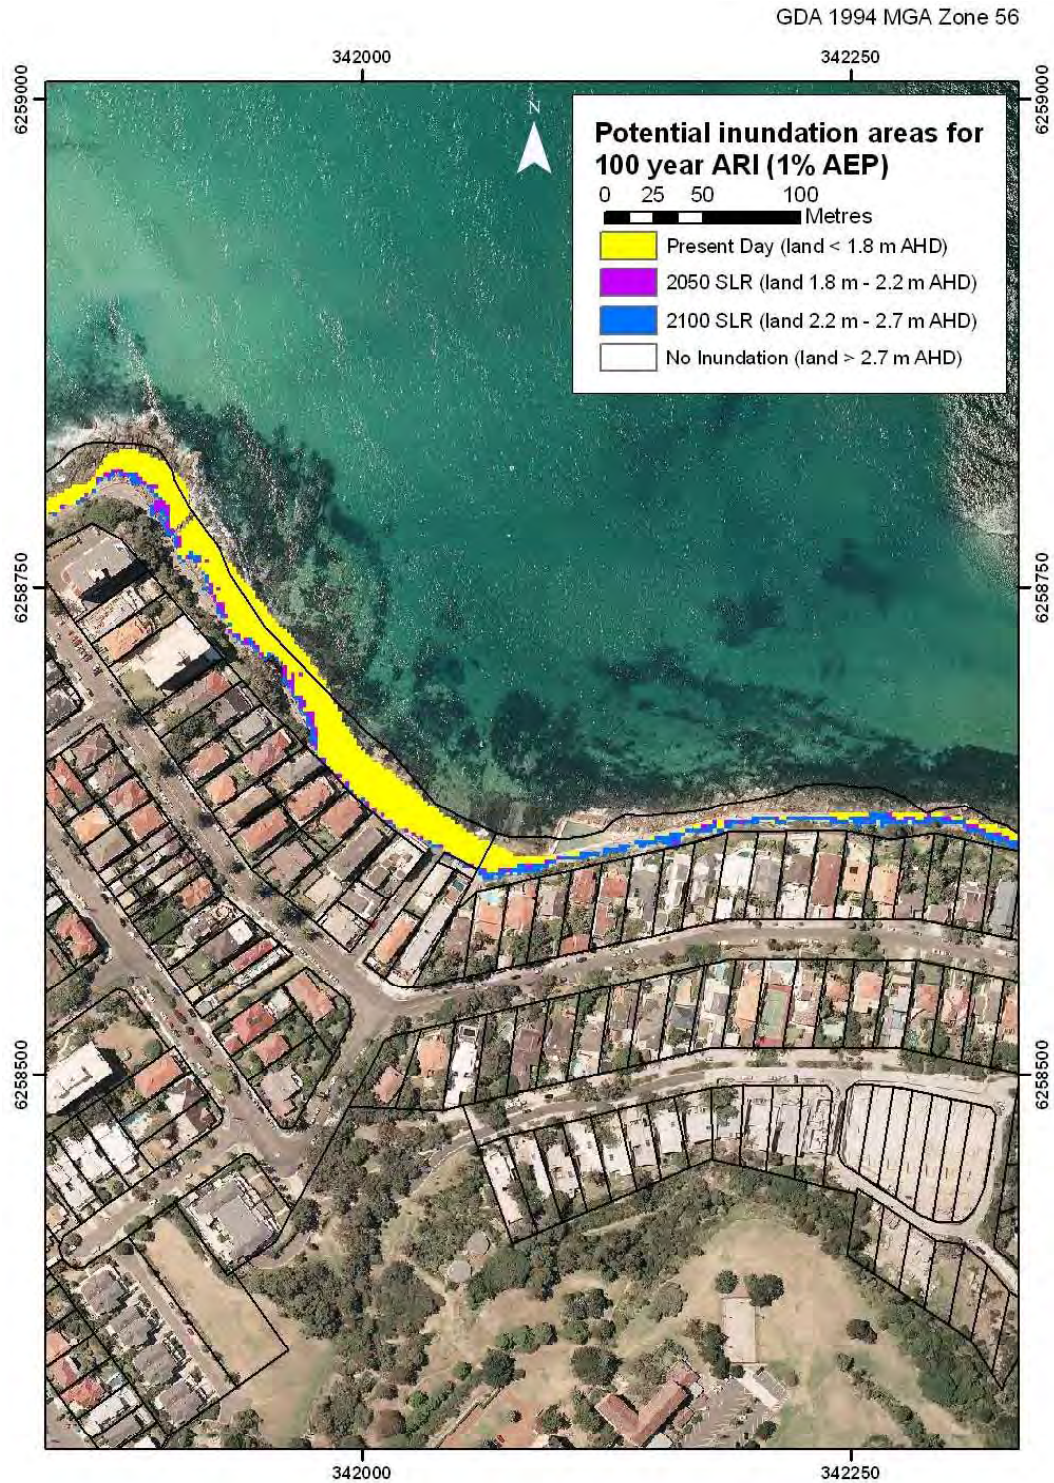 GDA 1994 MGA Zone 56
342000
342250
6259000
6259000
N
Potential inundation areas for
100 year ARI (1% AEP)
0 25 50 100
Metres
Present Day (land < 1.8 m AHD)
2050 SLR (land 1.8 m - 2.2 m AHD)
2100 SLR (land 2.2 m - 2.7 m AHD)
No Inundation (land > 2.7 m AHD)
6258750
6258750
6258500
6258500
342000
342250